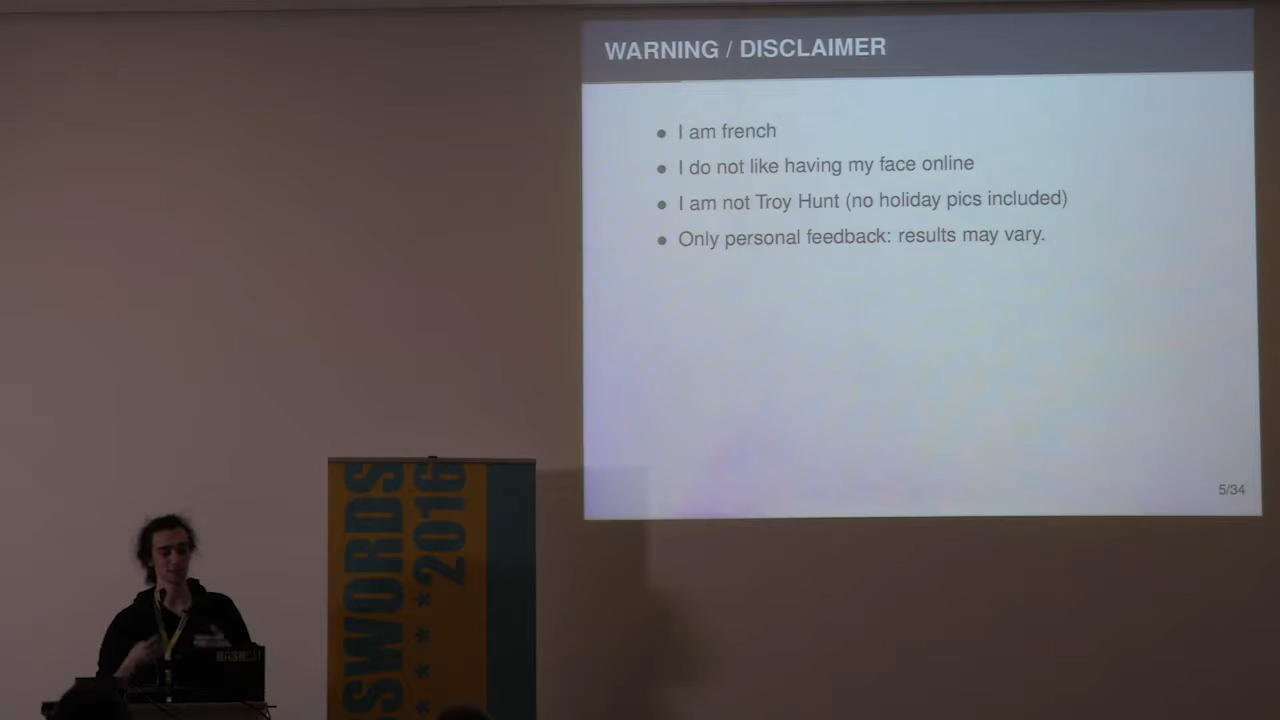 WARNING / DISCLAIMER
I am french
I do not like having my face online
I am not Troy Hunt (no holiday pics included)
Only personal feedback: results may vary.
5/34
SSWORDS
2016
****